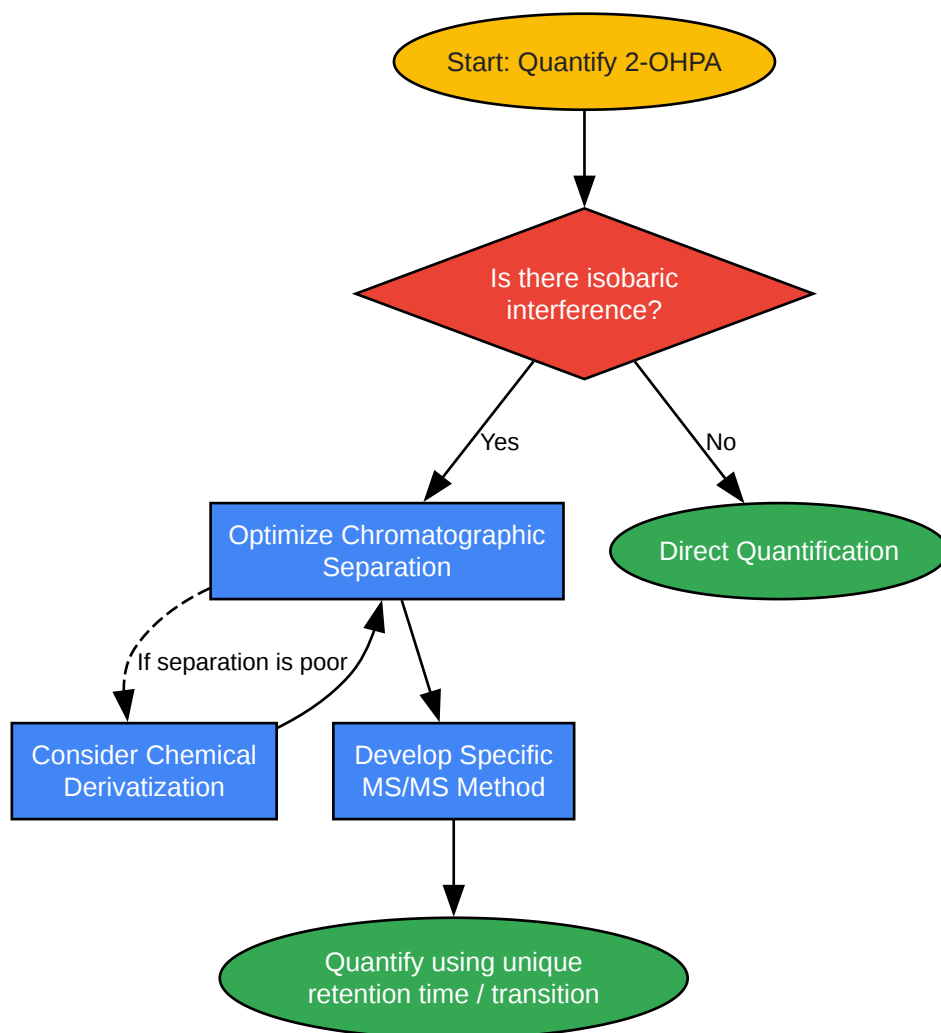 Start: Quantify 2-OHPA
Is there isobaric
interference?
Yes
No
Optimize Chromatographic
Separation
Direct Quantification
If separation is poor
Consider Chemical
Derivatization
Develop Specific
MS/MS Method
Quantify using unique
retention time / transition